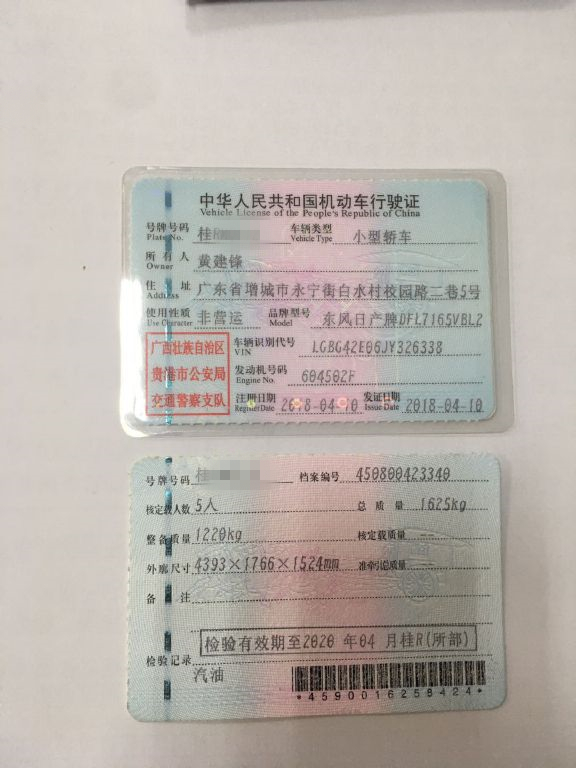 中华人民共和国机动车行驶证
Vehicle License of the People's Republic of China
号牌号码 桂 车辆类型 小型轿车
Plate No. Vehicle Type
所有人 黄建锋
Owner
住址 广东省增城市永宁街白水村校园路二巷5号
Address
使用性质 非营运 品牌型号 东风日产牌DFL7165VBL2
Use Character Model
广西壮族自治区
贵港市公安局
交通警察支队
车辆识别代号 LGBG42E06JY326338
VIN
发动机号码 604502F
Engine No.
注册日期 2018-04-10 发证日期 2018-04-10
Register Date Issue Date
号牌号码 桂 档案编号 450800423340
核定载人数 5人 总质量 1625kg
整备质量 1220kg 核定载质量
外廓尺寸 4393×1766×1524 准牵引总质量
备注
检验有效期至2020 年04 月桂R(所部)
检验记录
汽油
*4590016258424*